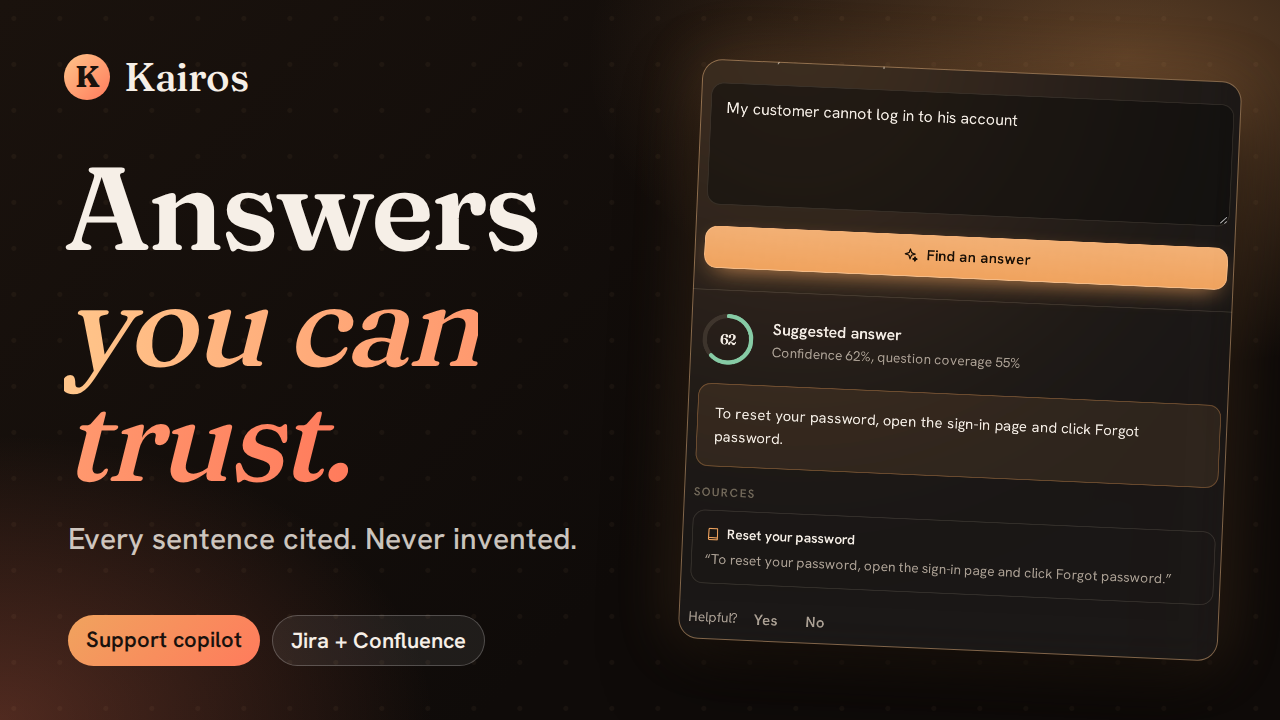 K Kairos
Answers
you can
trust.
Every sentence cited. Never invented.
Support copilot
Jira + Confluence
My customer cannot log in to his account
Find an answer
62
Suggested answer
Confidence 62%, question coverage 55%
To reset your password, open the sign-in page and click Forgot
password.
SOURCES
Reset your password
“To reset your password, open the sign-in page and click Forgot password.”
Helpful? Yes No